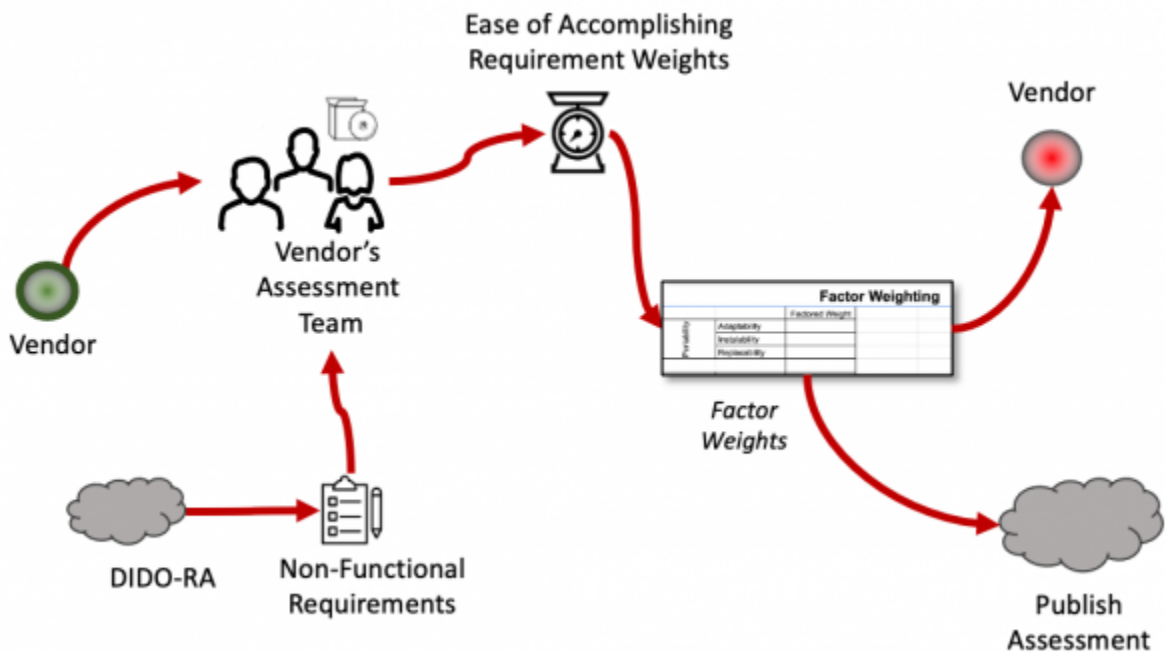 Ease of Accomplishing
Requirement Weights
Vendor
Vendor's
Assessment
Team
Vendor
Factor Weighting
Factored Weight
Portability
Adaptability
Instalability
Replaceability
Factor
Weights
DIDO-RA
Non-Functional
Requirements
Publish
Assessment